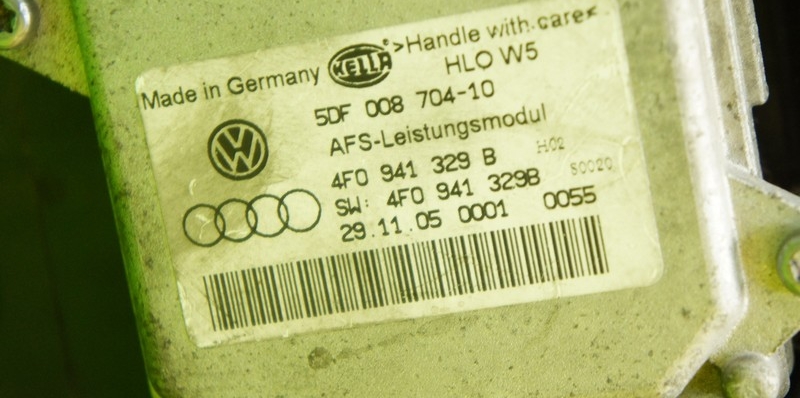 Made in Germany HELLA ® >Handle with care<
HLO W5
5DF 008 704-10
AFS-Leistungsmodul
4F0 941 329 B H02
SW: 4F0 941 329B S0020
29.11.05 0001 0055
VW